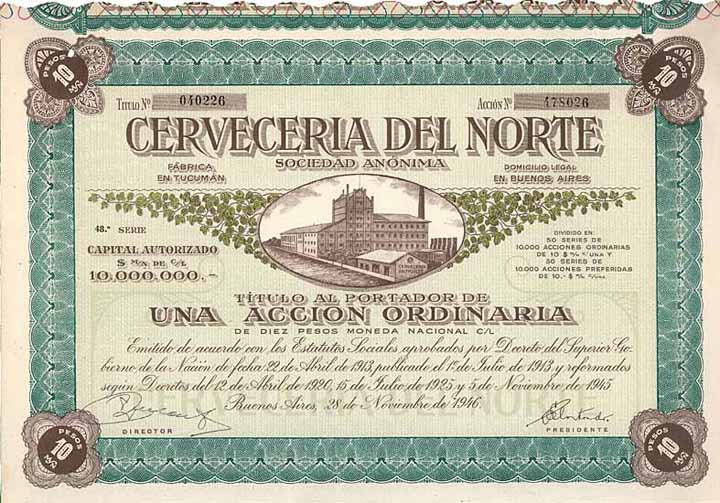 PESOS
10
M/N
PESOS
10
M/N
TITULO Nº 040226
ACCIÓN Nº 478026
CERVECERIA DEL NORTE
SOCIEDAD ANÓNIMA
FÁBRICA
EN TUCUMÁN
DOMICILIO LEGAL
EN BUENOS AIRES
48.ª SERIE
CAPITAL AUTORIZADO
$ M/N DE C/L
10.000.000.-
DIVIDIDO EN
50 SERIES DE
10.000 ACCIONES ORDINARIAS
DE 10 $ M/N C/UNA Y
50 SERIES DE
10.000 ACCIONES PREFERIDAS
DE 10.- $ M/N C/UNA
TÍTULO AL PORTADOR DE
UNA ACCION ORDINARIA
DE DIEZ PESOS MONEDA NACIONAL C/L
Emitido de acuerdo con los Estatutos Sociales, aprobados por Decreto del Superior Go-
bierno de la Nación de fecha 22 de Abril de 1913, publicado el 1º de Julio de 1913 y reformados
según Decretos del 12 de Abril de 1920, 15 de Julio de 1925 y 5 de Noviembre de 1945
Buenos Aires, 28 de Noviembre de 1946.
DIRECTOR
PRESIDENTE
PESOS
10
M/N
PESOS
10
M/N